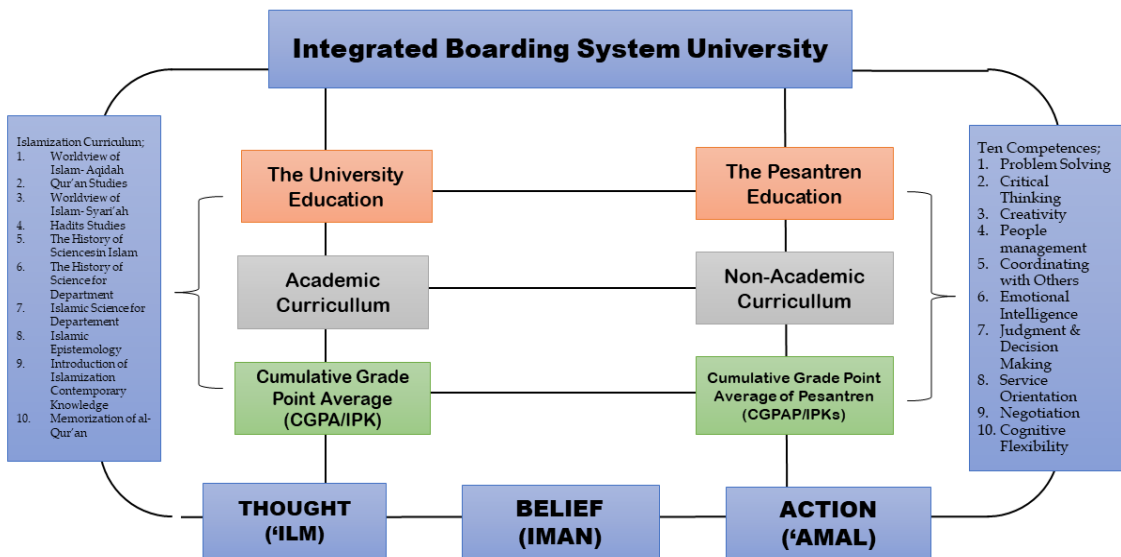 Integrated Boarding System University
Islamization Curriculum;
1. Worldview of
Islam- Aqidah
2. Qur'an Studies
3. Worldview of
Islam- Syari'ah
4. Hadits Studies
5. The History of
Sciencesin Islam
6. The History of
Science for
Department
7. Islamic Science for
Departement
8. Islamic
Epistemology
9. Introduction of
Islamization
Contemporary
Knowledge
10. Memorization of al-
Qur'an
The University
Education
Academic
Curricullum
Cumulative Grade
Point Average
(CGPA/IPK)
The Pesantren
Education
Non-Academic
Curricullum
Cumulative Grade Point
Average of Pesantren
(CGPAP/IPKs)
Ten Competences;
1. Problem Solving
2. Critical
Thinking
3. Creativity
4. People
management
5. Coordinating
with Others
6. Emotional
Intelligence
7. Judgment &
Decision
Making
8. Service
Orientation
9. Negotiation
10. Cognitive
Flexibility
THOUGHT
('ILM)
BELIEF
(IMAN)
ACTION
('AMAL)